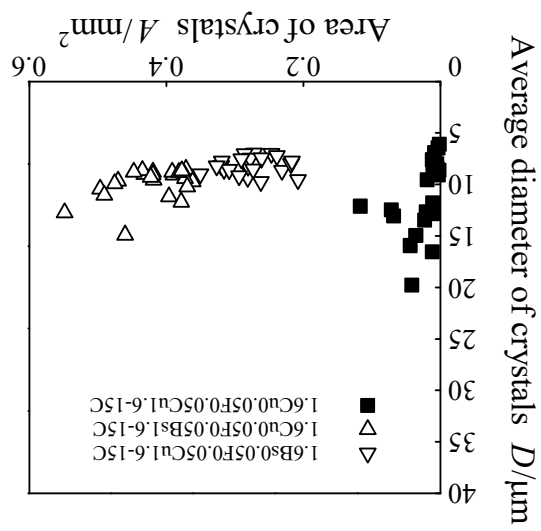 Average diameter of crystals D/μm
40
35
30
25
20
15
10
5
0
0.2
0.4
0.6
1.6Bs0.05F0.05Cu1.6-15C
1.6Cu0.05F0.05Bs1.6-15C
1.6Cu0.05F0.05Cu1.6-15C
Area of crystals A/mm²